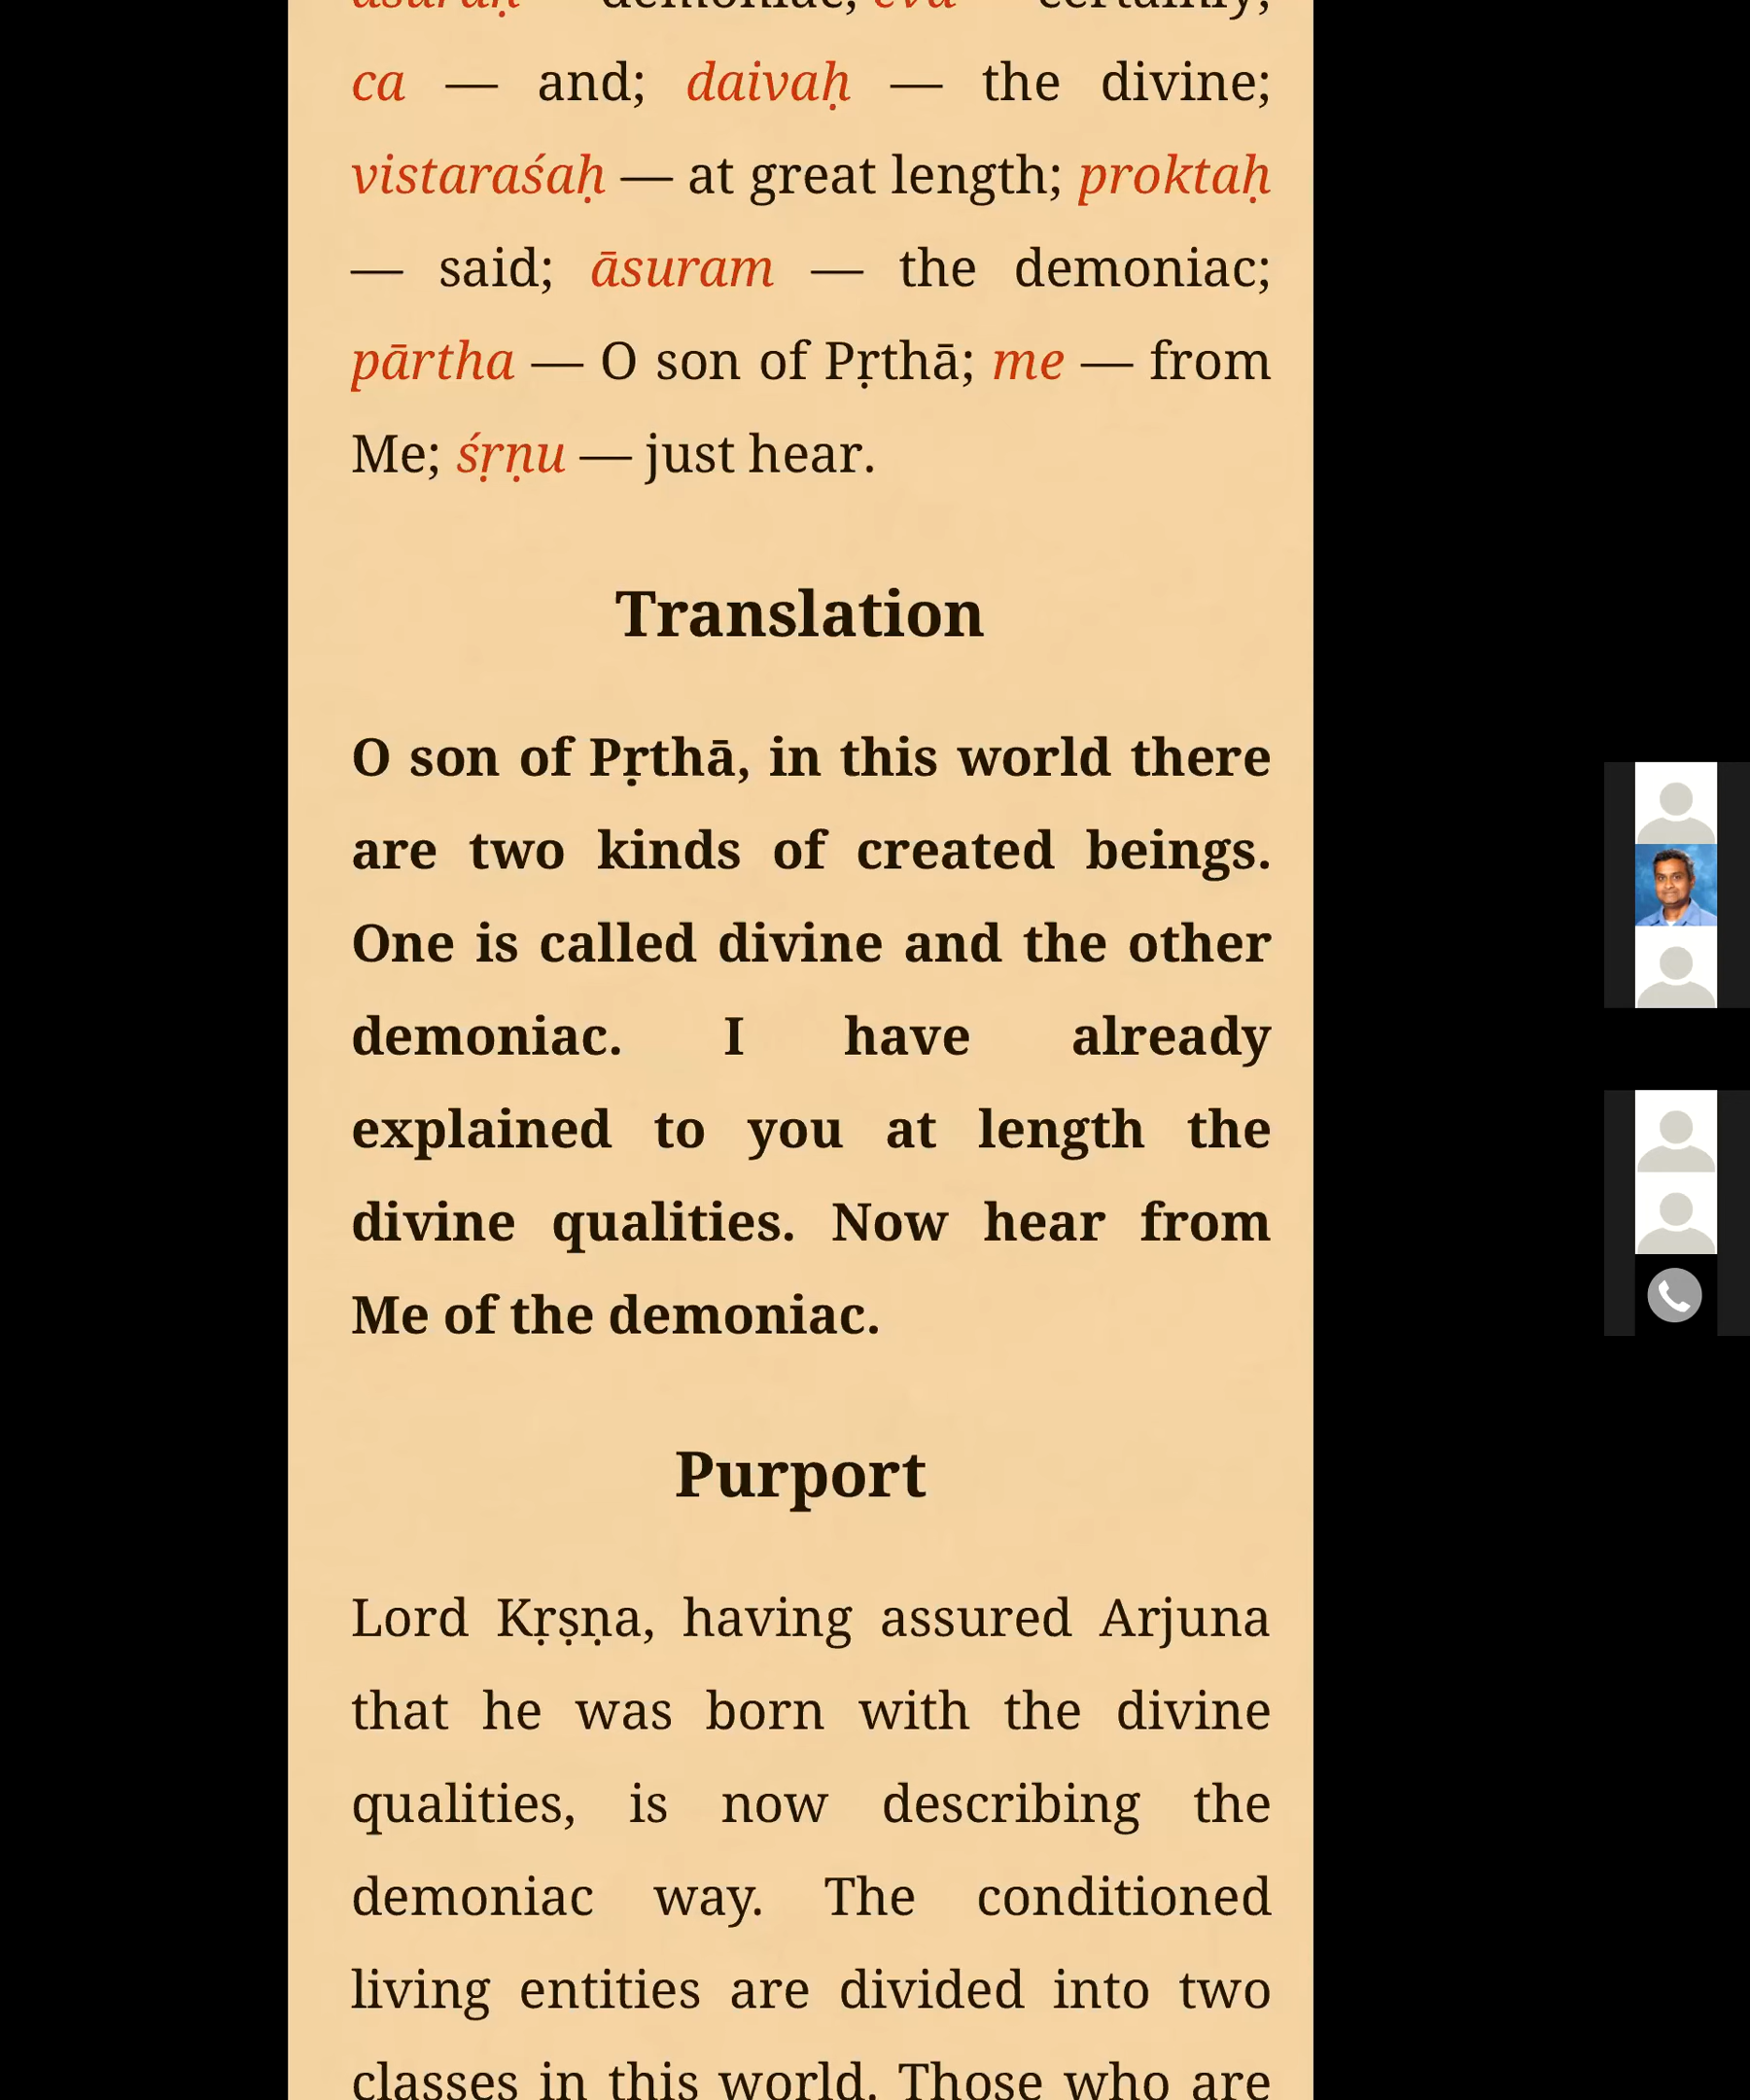 āsuraḥ — demoniac; eva — certainly;
ca — and; daivaḥ — the divine;
vistaraśaḥ — at great length; proktaḥ
— said; āsuram — the demoniac;
pārtha — O son of Pṛthā; me — from
Me; śṛṇu — just hear.
Translation
O son of Pṛthā, in this world there
are two kinds of created beings.
One is called divine and the other
demoniac. I have already
explained to you at length the
divine qualities. Now hear from
Me of the demoniac.
Purport
Lord Kṛṣṇa, having assured Arjuna
that he was born with the divine
qualities, is now describing the
demoniac way. The conditioned
living entities are divided into two
classes in this world. Those who are